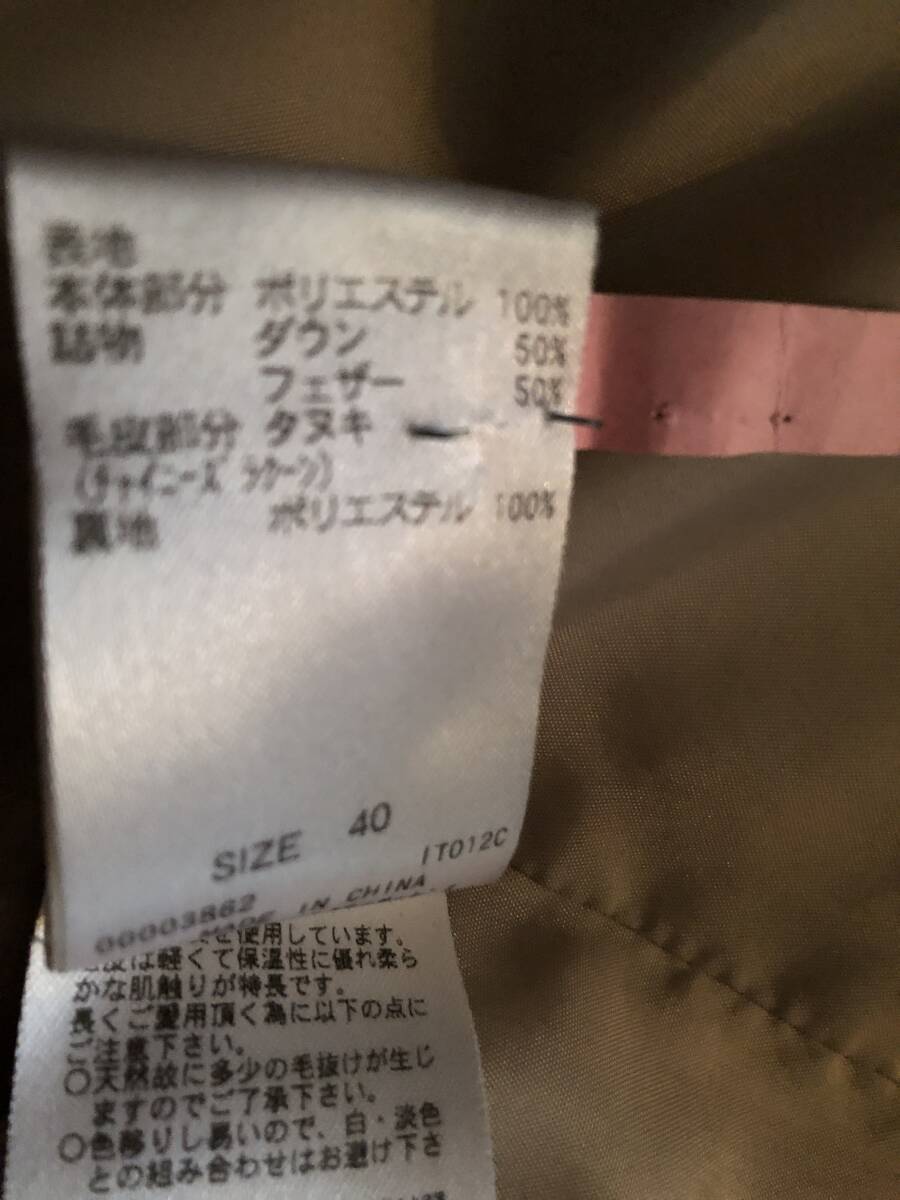 表地
本体部分 ポリエステル 100%
詰物 ダウン 50%
フェザー 50%
毛皮部分 タヌキ
(チャイニーズ ラクーン)
裏地 ポリエステル 100%
SIZE 40
IT012C
00003862
MADE IN CHINA
を使用しています。
は軽くて保温性に優れ柔ら
かな肌触りが特長です。
長くご愛用頂く為に以下の点に
ご注意下さい。
○天然故に多少の毛抜けが生じ
ますのでご了承下さい。
○色移りし易いので、白・淡色
との組み合わせはお避け下さ